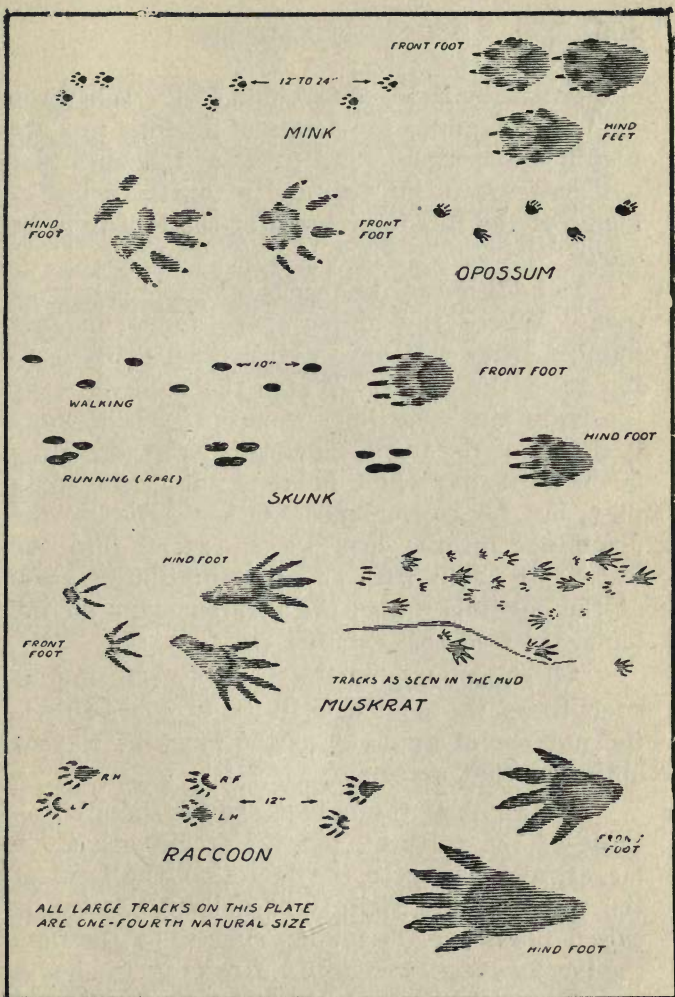 FRONT FOOT
12" TO 24"
MINK
HIND
FEET
HIND
FOOT
FRONT
FOOT
OPOSSUM
10"
WALKING
FRONT FOOT
HIND FOOT
RUNNING (RARE)
SKUNK
HIND FOOT
FRONT
FOOT
TRACKS AS SEEN IN THE MUD
MUSKRAT
RH
RF
LF
12"
LH
RACCOON
FRONT
FOOT
ALL LARGE TRACKS ON THIS PLATE
ARE ONE-FOURTH NATURAL SIZE
HIND FOOT